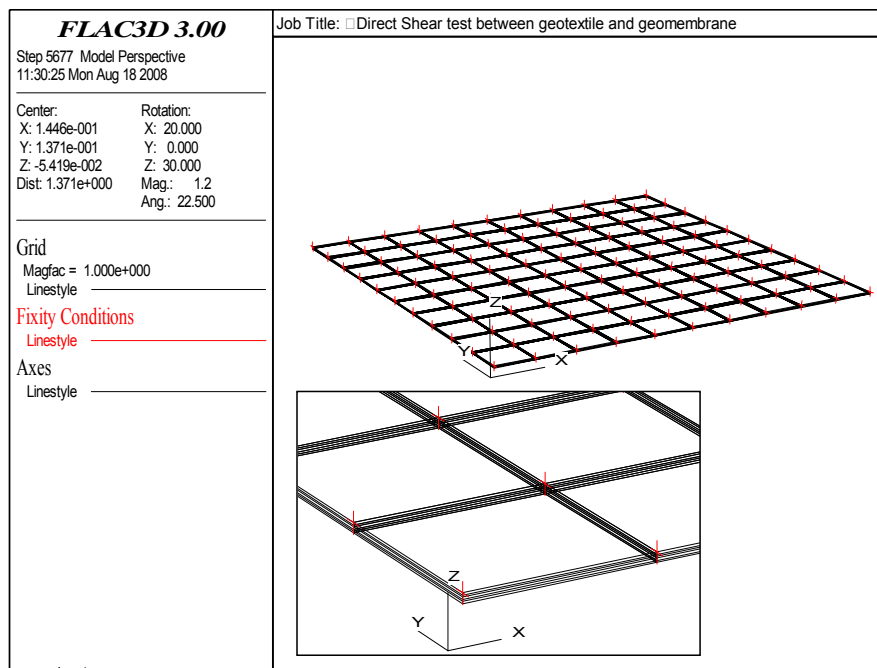 FLAC3D 3.00
Step 5677 Model Perspective
11:30:25 Mon Aug 18 2008
Center:
X: 1.446e-001
Y: 1.371e-001
Z: -5.419e-002
Dist: 1.371e+000
Rotation:
X: 20.000
Y: 0.000
Z: 30.000
Mag.: 1.2
Ang.: 22.500
Grid
Magfac = 1.000e+000
Linestyle
Fixity Conditions
Linestyle
Axes
Linestyle
Job Title: □Direct Shear test between geotextile and geomembrane
Z
Y
X
Z
Y
X